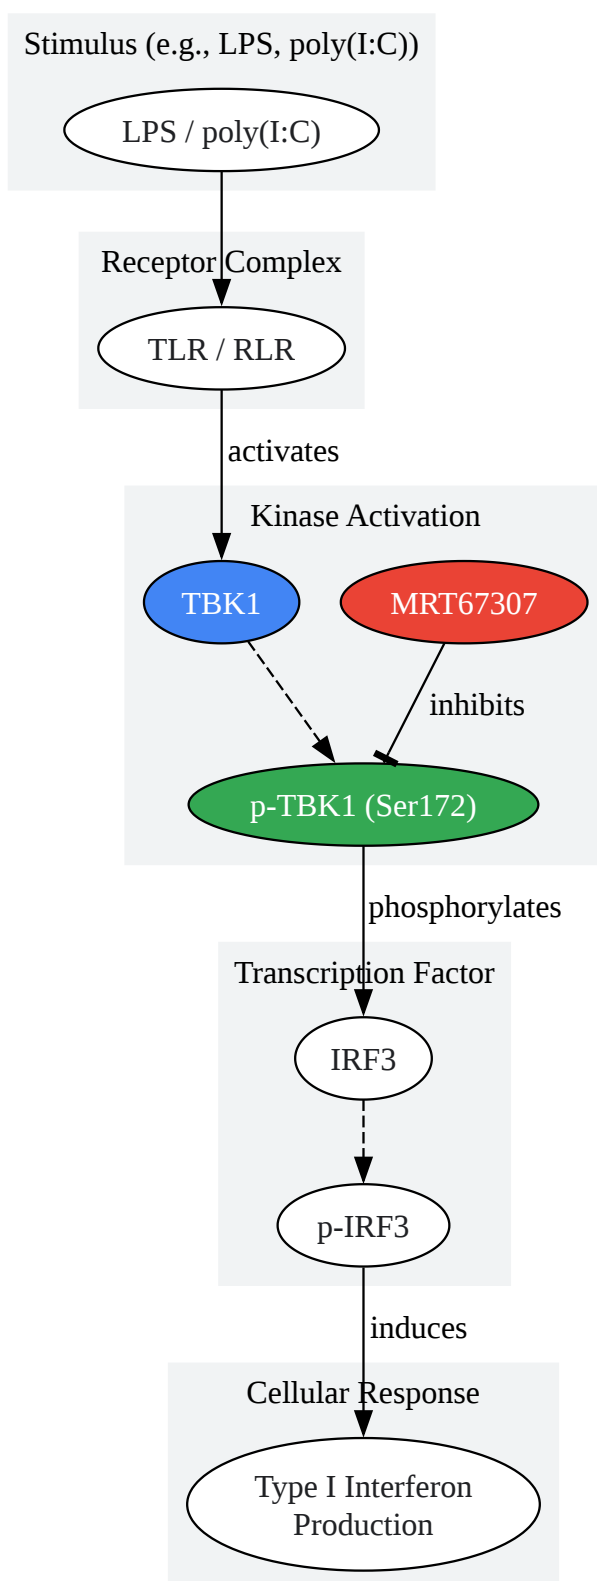 Stimulus (e.g., LPS, poly(I:C))
LPS / poly(I:C)
Receptor Complex
TLR / RLR
activates
Kinase Activation
TBK1
MRT67307
inhibits
p-TBK1 (Ser172)
phosphorylates
Transcription Factor
IRF3
p-IRF3
induces
Cellular Response
Type I Interferon
Production